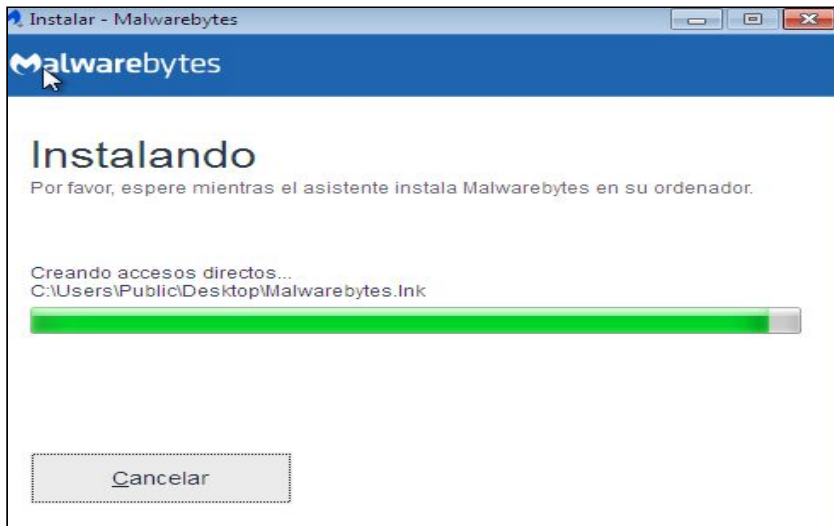 Instalar - Malwarebytes
Malwarebytes
Instalando
Por favor, espere mientras el asistente instala Malwarebytes en su ordenador.
Creando accesos directos...
C:\Users\Public\Desktop\Malwarebytes.lnk
Cancelar